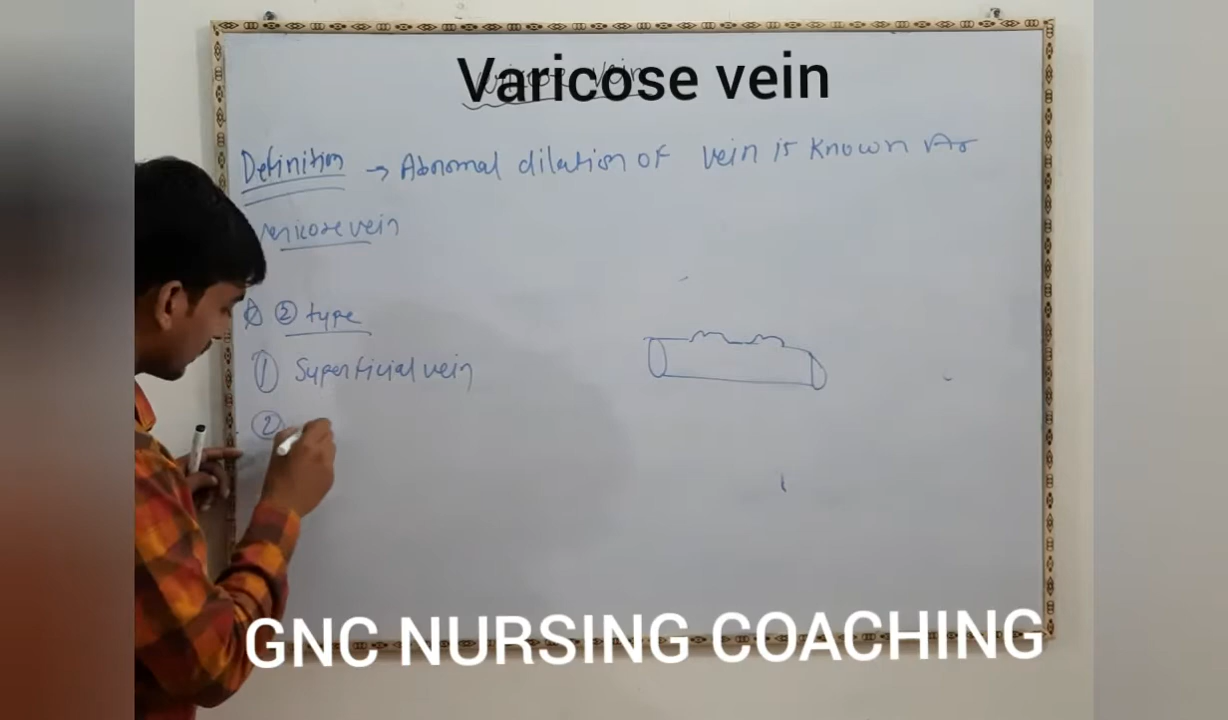 Varicose vein
Definition → Abnomal dilation of vein is Known As
varicose vein
② type
① Superficial vein
②
GNC NURSING COACHING